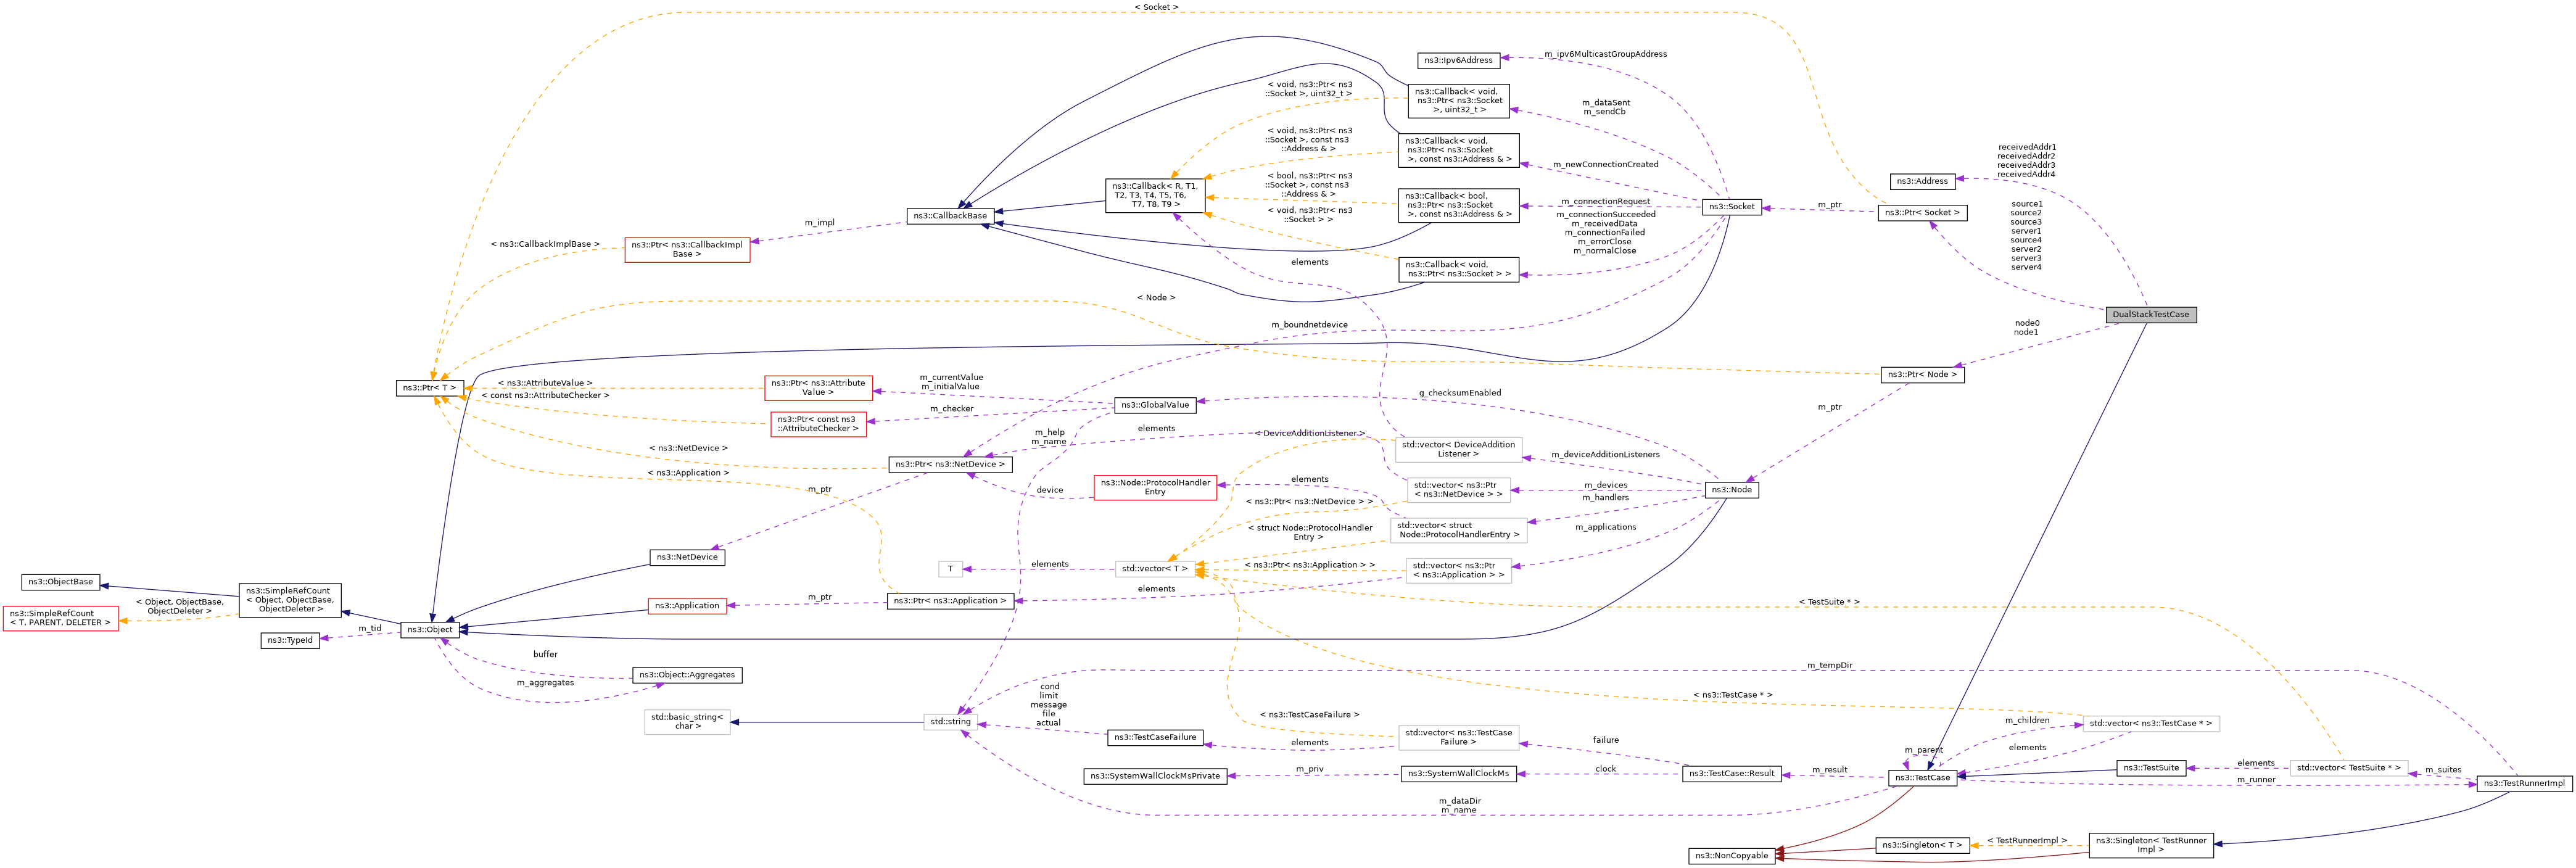 < Socket >
ns3::Ipv6Address
m_ipv6MulticastGroupAddress
< void, ns3::Ptr< ns3
::Socket >, uint32_t >
ns3::Callback< void,
ns3::Ptr< ns3::Socket
>, uint32_t >
m_dataSent
m_sendCb
< void, ns3::Ptr< ns3
::Socket >, const ns3
::Address & >
ns3::Callback< void,
ns3::Ptr< ns3::Socket
>, const ns3::Address & >
m_newConnectionCreated
receivedAddr1
receivedAddr2
receivedAddr3
receivedAddr4
ns3::Address
ns3::Callback< R, T1,
T2, T3, T4, T5, T6,
T7, T8, T9 >
< bool, ns3::Ptr< ns3
::Socket >, const ns3
::Address & >
ns3::Callback< bool,
ns3::Ptr< ns3::Socket
>, const ns3::Address & >
m_connectionRequest
ns3::Socket
m_ptr
ns3::Ptr< Socket >
source1
source2
source3
server1
source4
server2
server3
server4
ns3::CallbackBase
m_impl
< void, ns3::Ptr< ns3
::Socket > >
m_connectionSucceeded
m_receivedData
m_connectionFailed
m_errorClose
m_normalClose
< ns3::CallbackImplBase >
ns3::Ptr< ns3::CallbackImpl
Base >
elements
ns3::Callback< void,
ns3::Ptr< ns3::Socket > >
< Node >
m_boundnetdevice
DualStackTestCase
node0
node1
ns3::Ptr< T >
< ns3::AttributeValue >
ns3::Ptr< ns3::Attribute
Value >
m_currentValue
m_initialValue
ns3::Ptr< Node >
< const ns3::AttributeChecker >
ns3::Ptr< const ns3
::AttributeChecker >
m_checker
ns3::GlobalValue
g_checksumEnabled
m_ptr
m_help
m_name
elements
< DeviceAdditionListener >
std::vector< DeviceAddition
Listener >
m_deviceAdditionListeners
< ns3::NetDevice >
ns3::Ptr< ns3::NetDevice >
< ns3::Application >
m_ptr
device
ns3::Node::ProtocolHandler
Entry
elements
std::vector< ns3::Ptr
< ns3::NetDevice > >
m_devices
ns3::Node
< ns3::Ptr< ns3::NetDevice > >
m_handlers
< struct Node::ProtocolHandler
Entry >
std::vector< struct
Node::ProtocolHandlerEntry >
m_applications
ns3::NetDevice
T
elements
std::vector< T >
< ns3::Ptr< ns3::Application > >
std::vector< ns3::Ptr
< ns3::Application > >
ns3::ObjectBase
ns3::SimpleRefCount
< Object, ObjectBase,
ObjectDeleter >
< Object, ObjectBase,
ObjectDeleter >
ns3::SimpleRefCount
< T, PARENT, DELETER >
ns3::Application
m_ptr
ns3::Ptr< ns3::Application >
elements
< TestSuite * >
ns3::TypeId
m_tid
ns3::Object
buffer
m_aggregates
ns3::Object::Aggregates
m_tempDir
< ns3::TestCase * >
std::basic_string<
char >
std::string
cond
limit
message
file
actual
ns3::TestCaseFailure
< ns3::TestCaseFailure >
elements
std::vector< ns3::TestCase
Failure >
failure
m_children
std::vector< ns3::TestCase * >
m_parent
elements
ns3::SystemWallClockMsPrivate
m_priv
ns3::SystemWallClockMs
clock
ns3::TestCase::Result
m_result
ns3::TestCase
ns3::TestSuite
elements
std::vector< TestSuite * >
m_suites
m_runner
ns3::TestRunnerImpl
m_dataDir
m_name
ns3::NonCopyable
ns3::Singleton< T >
< TestRunnerImpl >
ns3::Singleton< TestRunner
Impl >